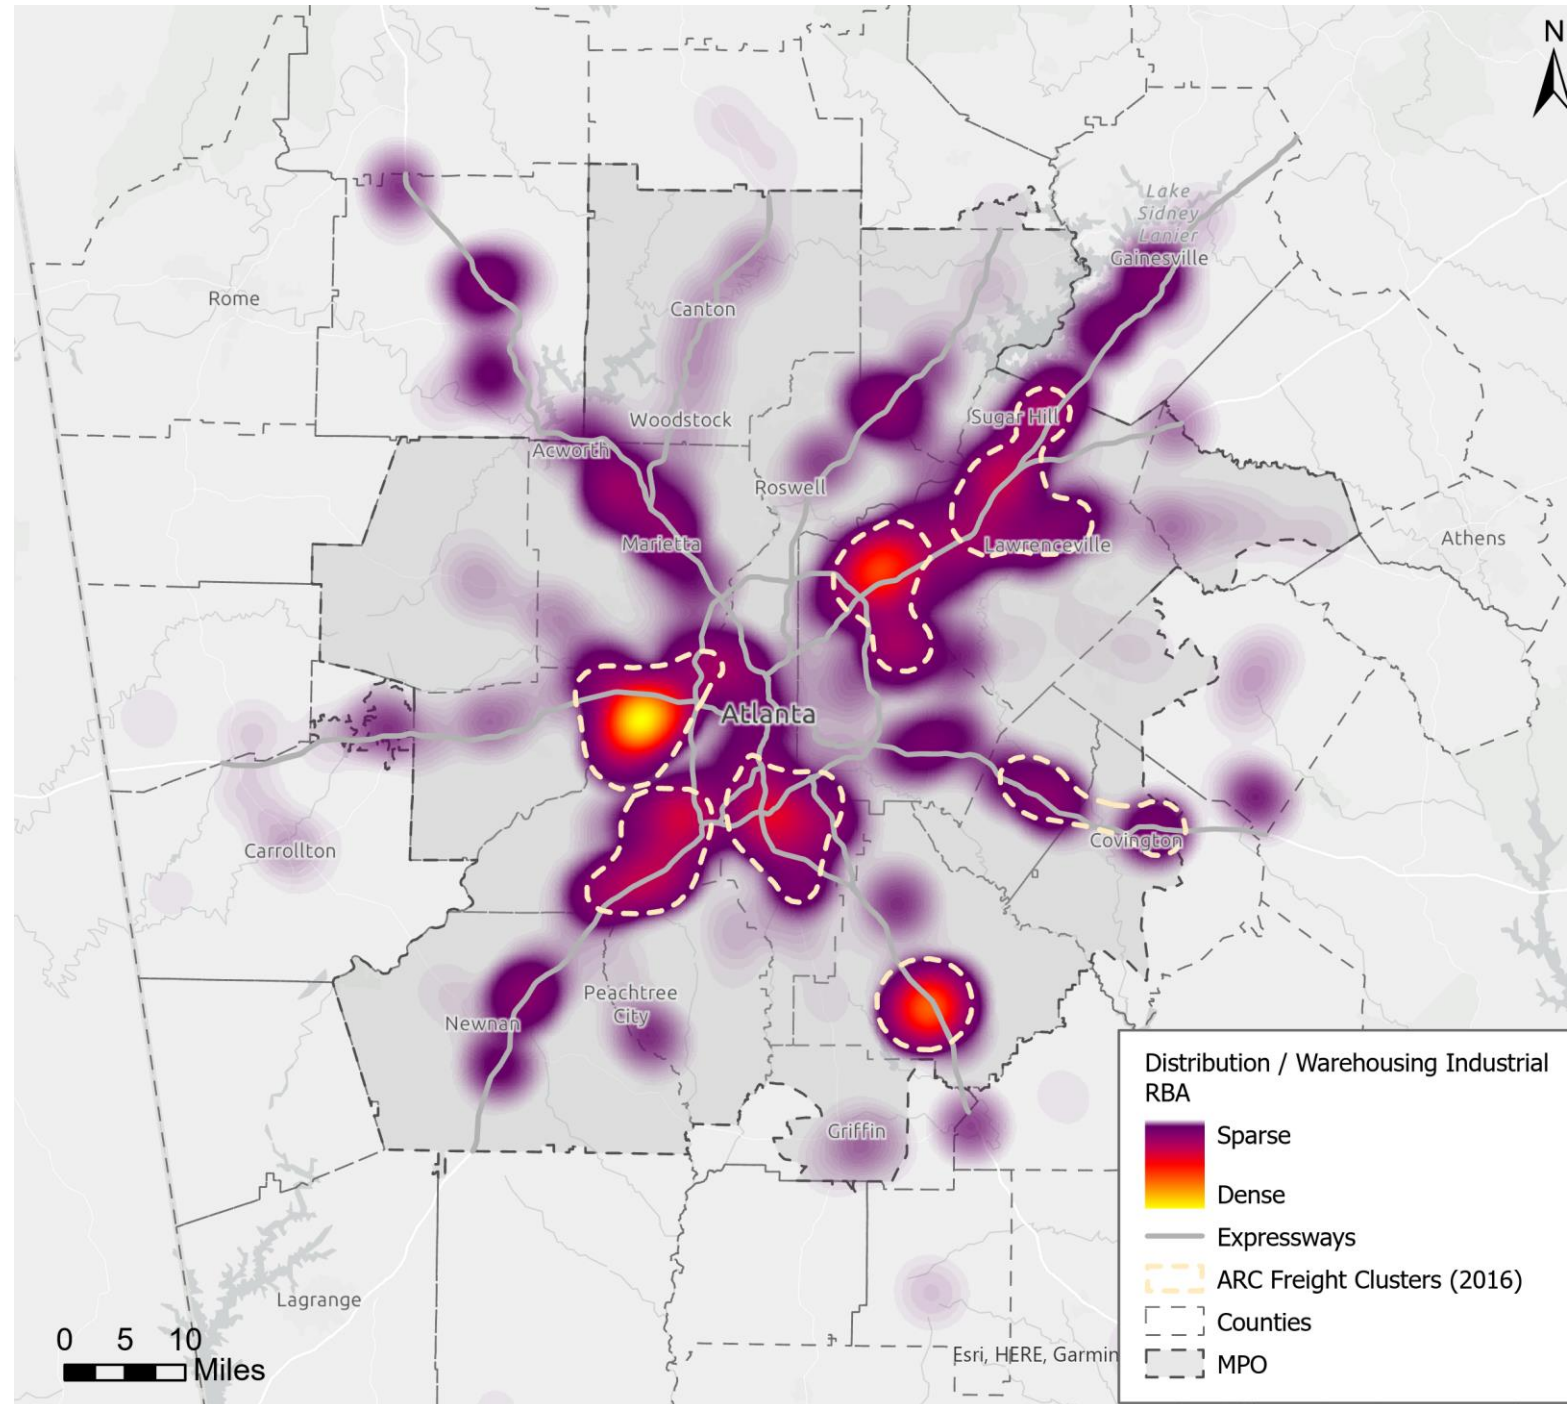 N
Lake
Sidney
Lanier
Gainesville
Rome
Canton
Woodstock
Sugar Hill
Acworth
Roswell
Marietta
Lawrenceville
Athens
Atlanta
Carrollton
Covington
Peachtree
City
Newnan
Griffin
Lagrange
Distribution / Warehousing Industrial
RBA
Sparse
Dense
Expressways
ARC Freight Clusters (2016)
Counties
MPO
0 5 10
Miles
Esri, HERE, Garmin